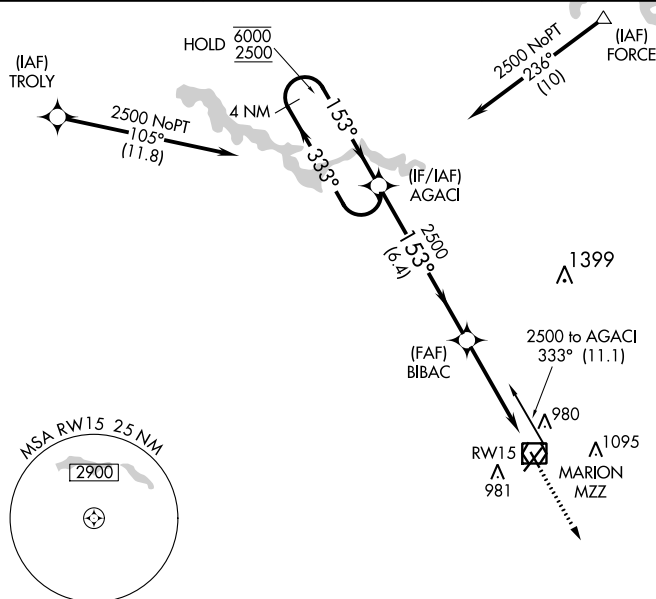 HOLD 6000
2500
(IAF)
FORCE
2500 NoPT
236°
(10)
(IAF)
TROLY
2500 NoPT
105°
(11.8)
4 NM
153°
333°
(IF/IAF)
AGACI
2500
153°
(6.4)
1399
(FAF)
BIBAC
2500 to AGACI
333° (11.1)
980
RW15
1095
981
MARION
MZZ
MSA RW15 25 NM
2900